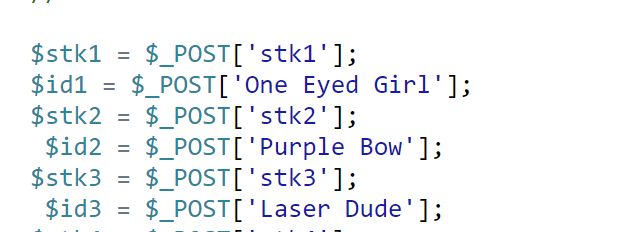 //
$stk1 = $_POST['stk1'];
$id1 = $_POST['One Eyed Girl'];
$stk2 = $_POST['stk2'];
$id2 = $_POST['Purple Bow'];
$stk3 = $_POST['stk3'];
$id3 = $_POST['Laser Dude'];